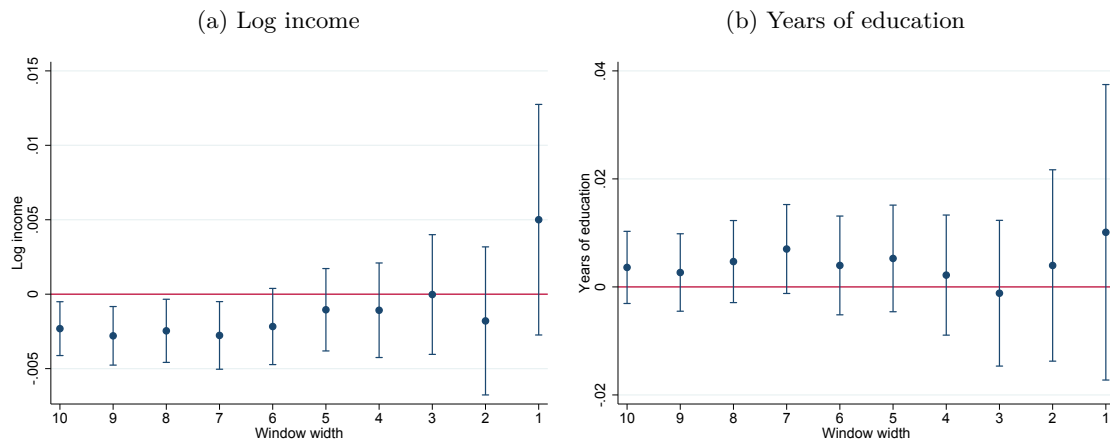 (a) Log income
.015
.01
.005
0
-.005
Log income
10 9 8 7 6 5 4 3 2 1
Window width
(b) Years of education
.04
.02
0
-.02
Years of education
10 9 8 7 6 5 4 3 2 1
Window width